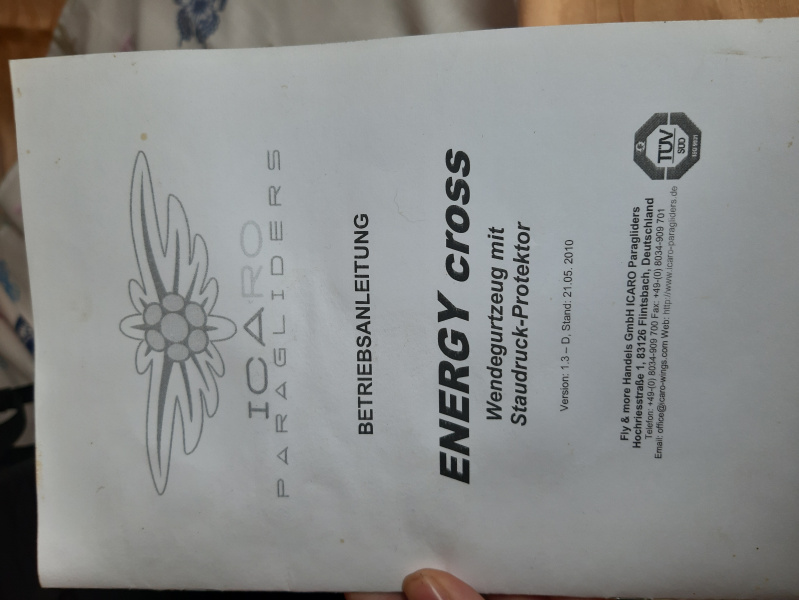 ICARO
PARAGLIDERS
BETRIEBSANLEITUNG
ENERGY cross
Wendegurtzeug mit
Staudruck-Protektor
Version: 1.3 – D, Stand: 21.05. 2010
Fly & more Handels GmbH ICARO Paragliders
Hochriesstraße 1, 83126 Flintsbach, Deutschland
Telefon: +49-(0) 8034-909 700 Fax: +49-(0) 8034-909 701
Email: office@icaro-wings.com Web: http://www.icaro-paragliders.de
TÜV
SÜD
ISO 9001